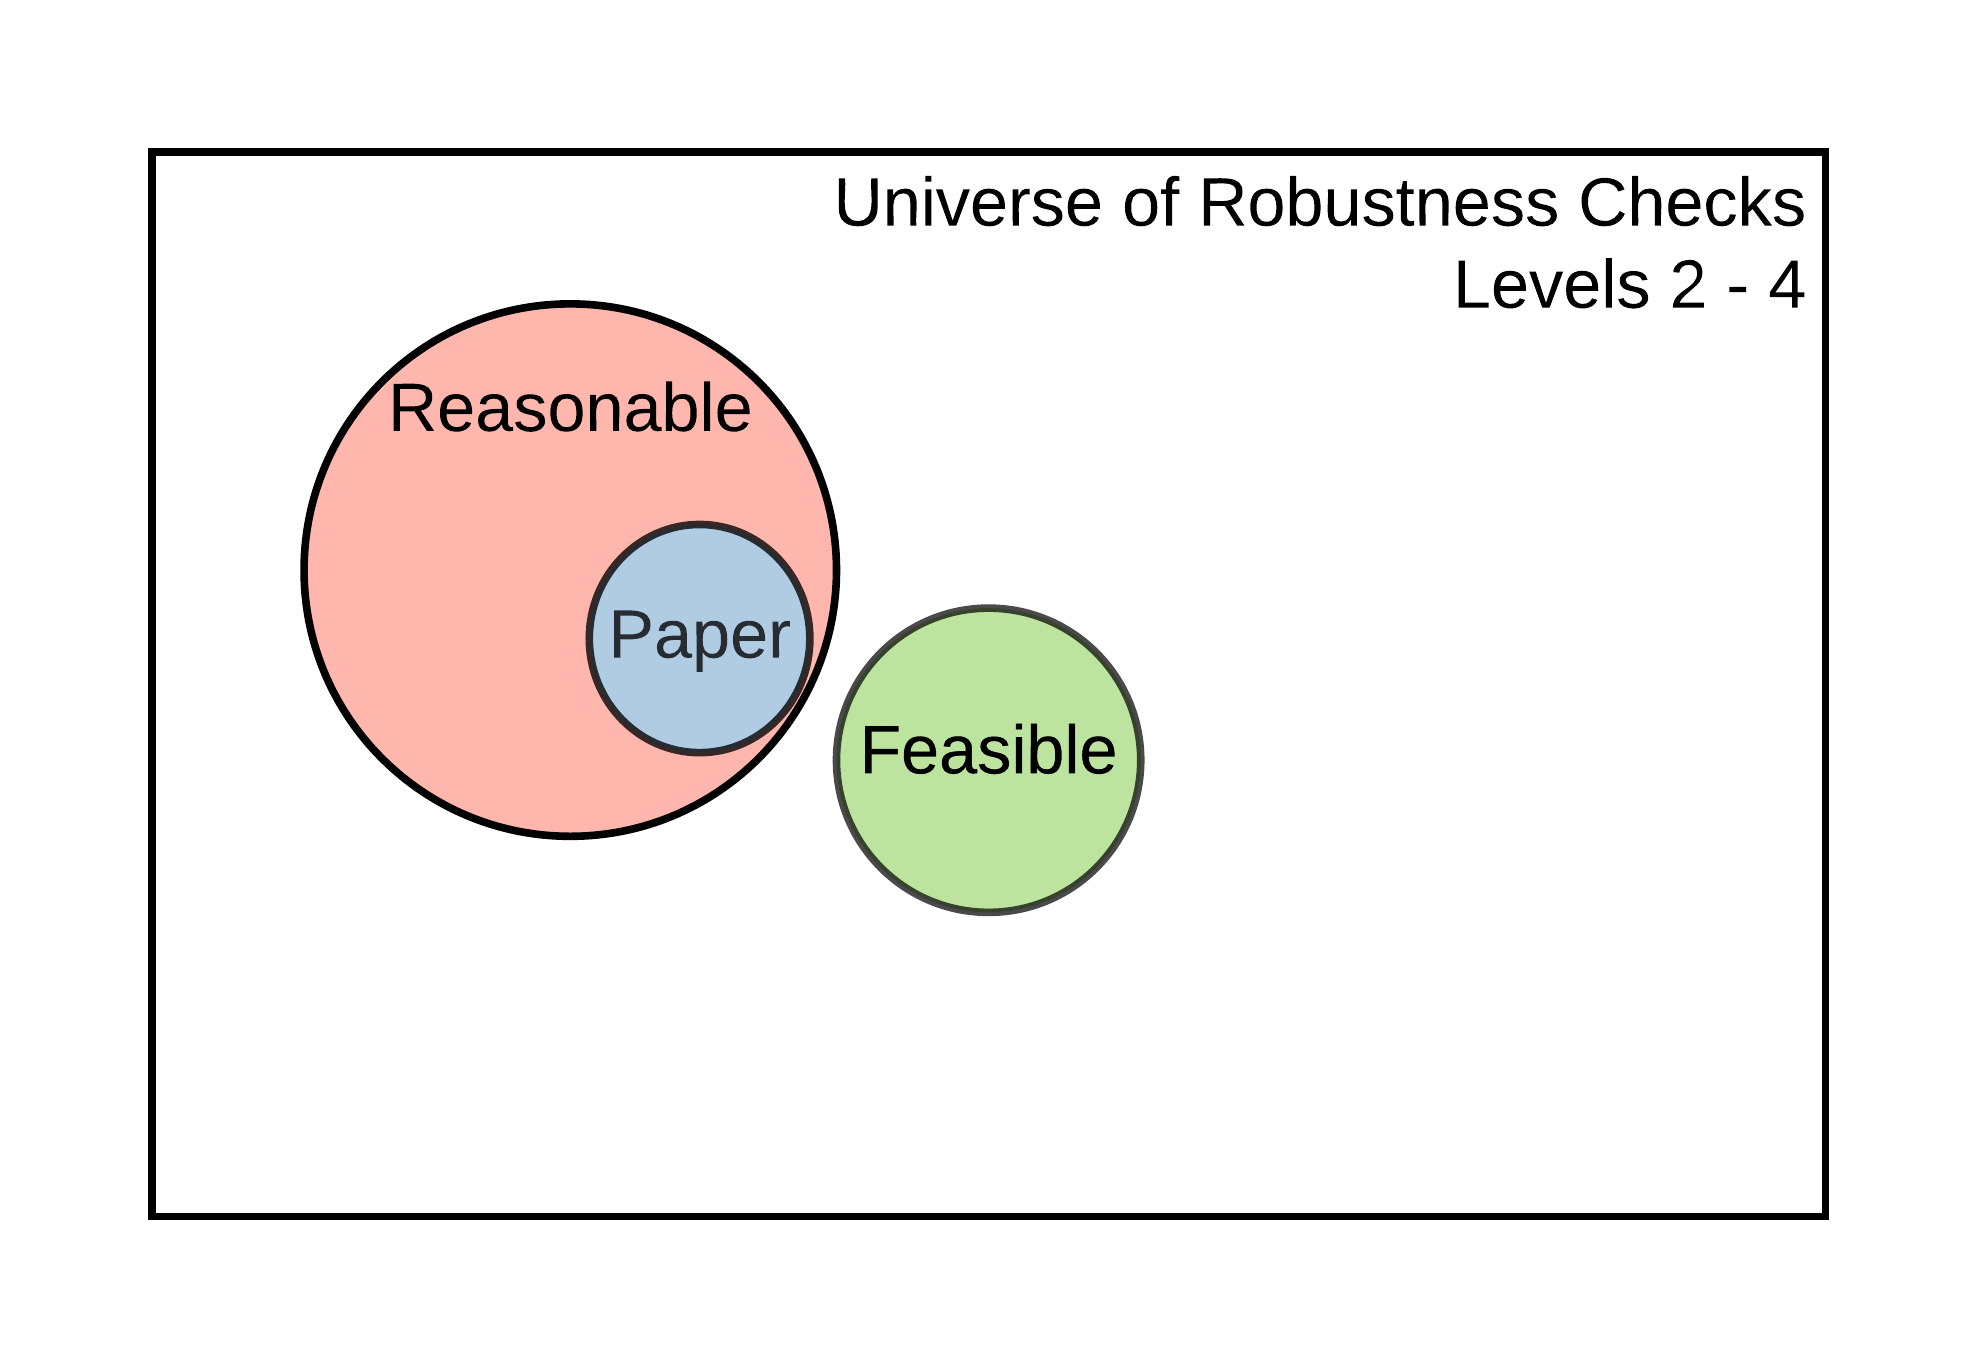 Universe of Robustness Checks
Levels 2 - 4
Reasonable
Paper
Feasible